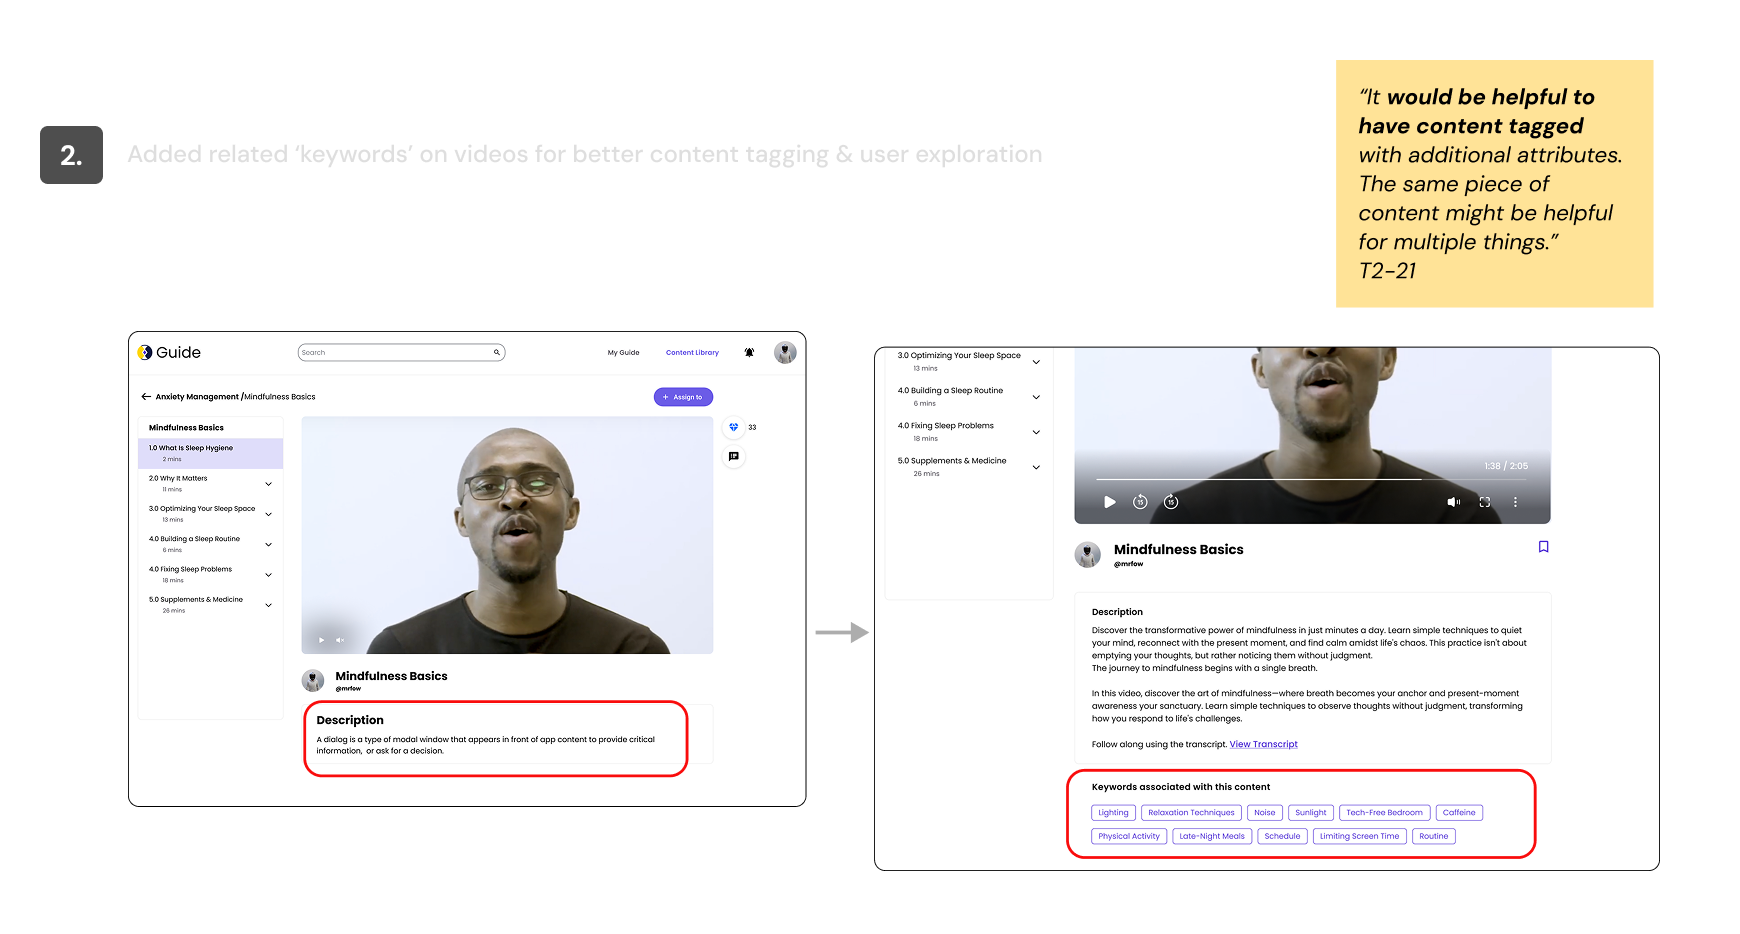 2.
Added related ‘keywords’ on videos for better content tagging & user exploration
“It would be helpful to
have content tagged
with additional attributes.
The same piece of
content might be helpful
for multiple things.”
T2-21
Guide
Search
My Guide
Content Library
Anxiety Management /Mindfulness Basics
+ Assign to
Mindfulness Basics
1.0 What Is Sleep Hygiene
2 mins
2.0 Why It Matters
11 mins
3.0 Optimizing Your Sleep Space
13 mins
4.0 Building a Sleep Routine
6 mins
4.0 Fixing Sleep Problems
18 mins
5.0 Supplements & Medicine
26 mins
33
Mindfulness Basics
@mrfow
Description
A dialog is a type of modal window that appears in front of app content to provide critical
information, or ask for a decision.
3.0 Optimizing Your Sleep Space
13 mins
4.0 Building a Sleep Routine
6 mins
4.0 Fixing Sleep Problems
18 mins
5.0 Supplements & Medicine
26 mins
1:38 / 2:05
15
15
Mindfulness Basics
@mrfow
Description
Discover the transformative power of mindfulness in just minutes a day. Learn simple techniques to quiet
your mind, reconnect with the present moment, and find calm amidst life's chaos. This practice isn't about
emptying your thoughts, but rather noticing them without judgment.
The journey to mindfulness begins with a single breath.
In this video, discover the art of mindfulness—where breath becomes your anchor and present-moment
awareness your sanctuary. Learn simple techniques to observe thoughts without judgment, transforming
how you respond to life's challenges.
Follow along using the transcript. View Transcript
Keywords associated with this content
Lighting
Relaxation Techniques
Noise
Sunlight
Tech-Free Bedroom
Caffeine
Physical Activity
Late-Night Meals
Schedule
Limiting Screen Time
Routine